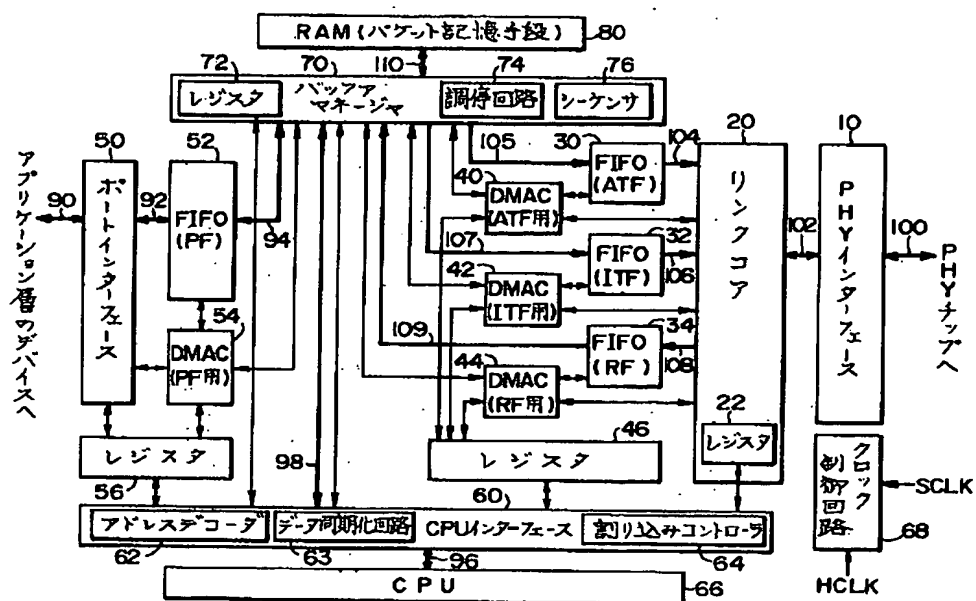 RAM(パケット記憶手段)
80
110
72
70
74
76
レジスタ
バッファ
マネージャ
調停回路
シーケンサ
20
10
50
52
105
30
104
FIFO
(ATF)
40
DMAC
(ATF用)
アプリケーション層のデバイスへ
90
ポートインターフェース
92
FIFO
(PF)
94
リンクコア
102
PHYインターフェース
100
PHYチップへ
107
32
FIFO
(ITF)
106
42
DMAC
(ITF用)
54
DMAC
(PF用)
109
34
FIFO
(RF)
108
44
DMAC
(RF用)
22
レジスタ
46
レジスタ
レジスタ
56
98
60
クロック
制御回路
SCLK
68
HCLK
アドレスデコーダ
データ同期化回路
CPUインターフェース
割り込みコントローラ
62
63
96
64
CPU
66